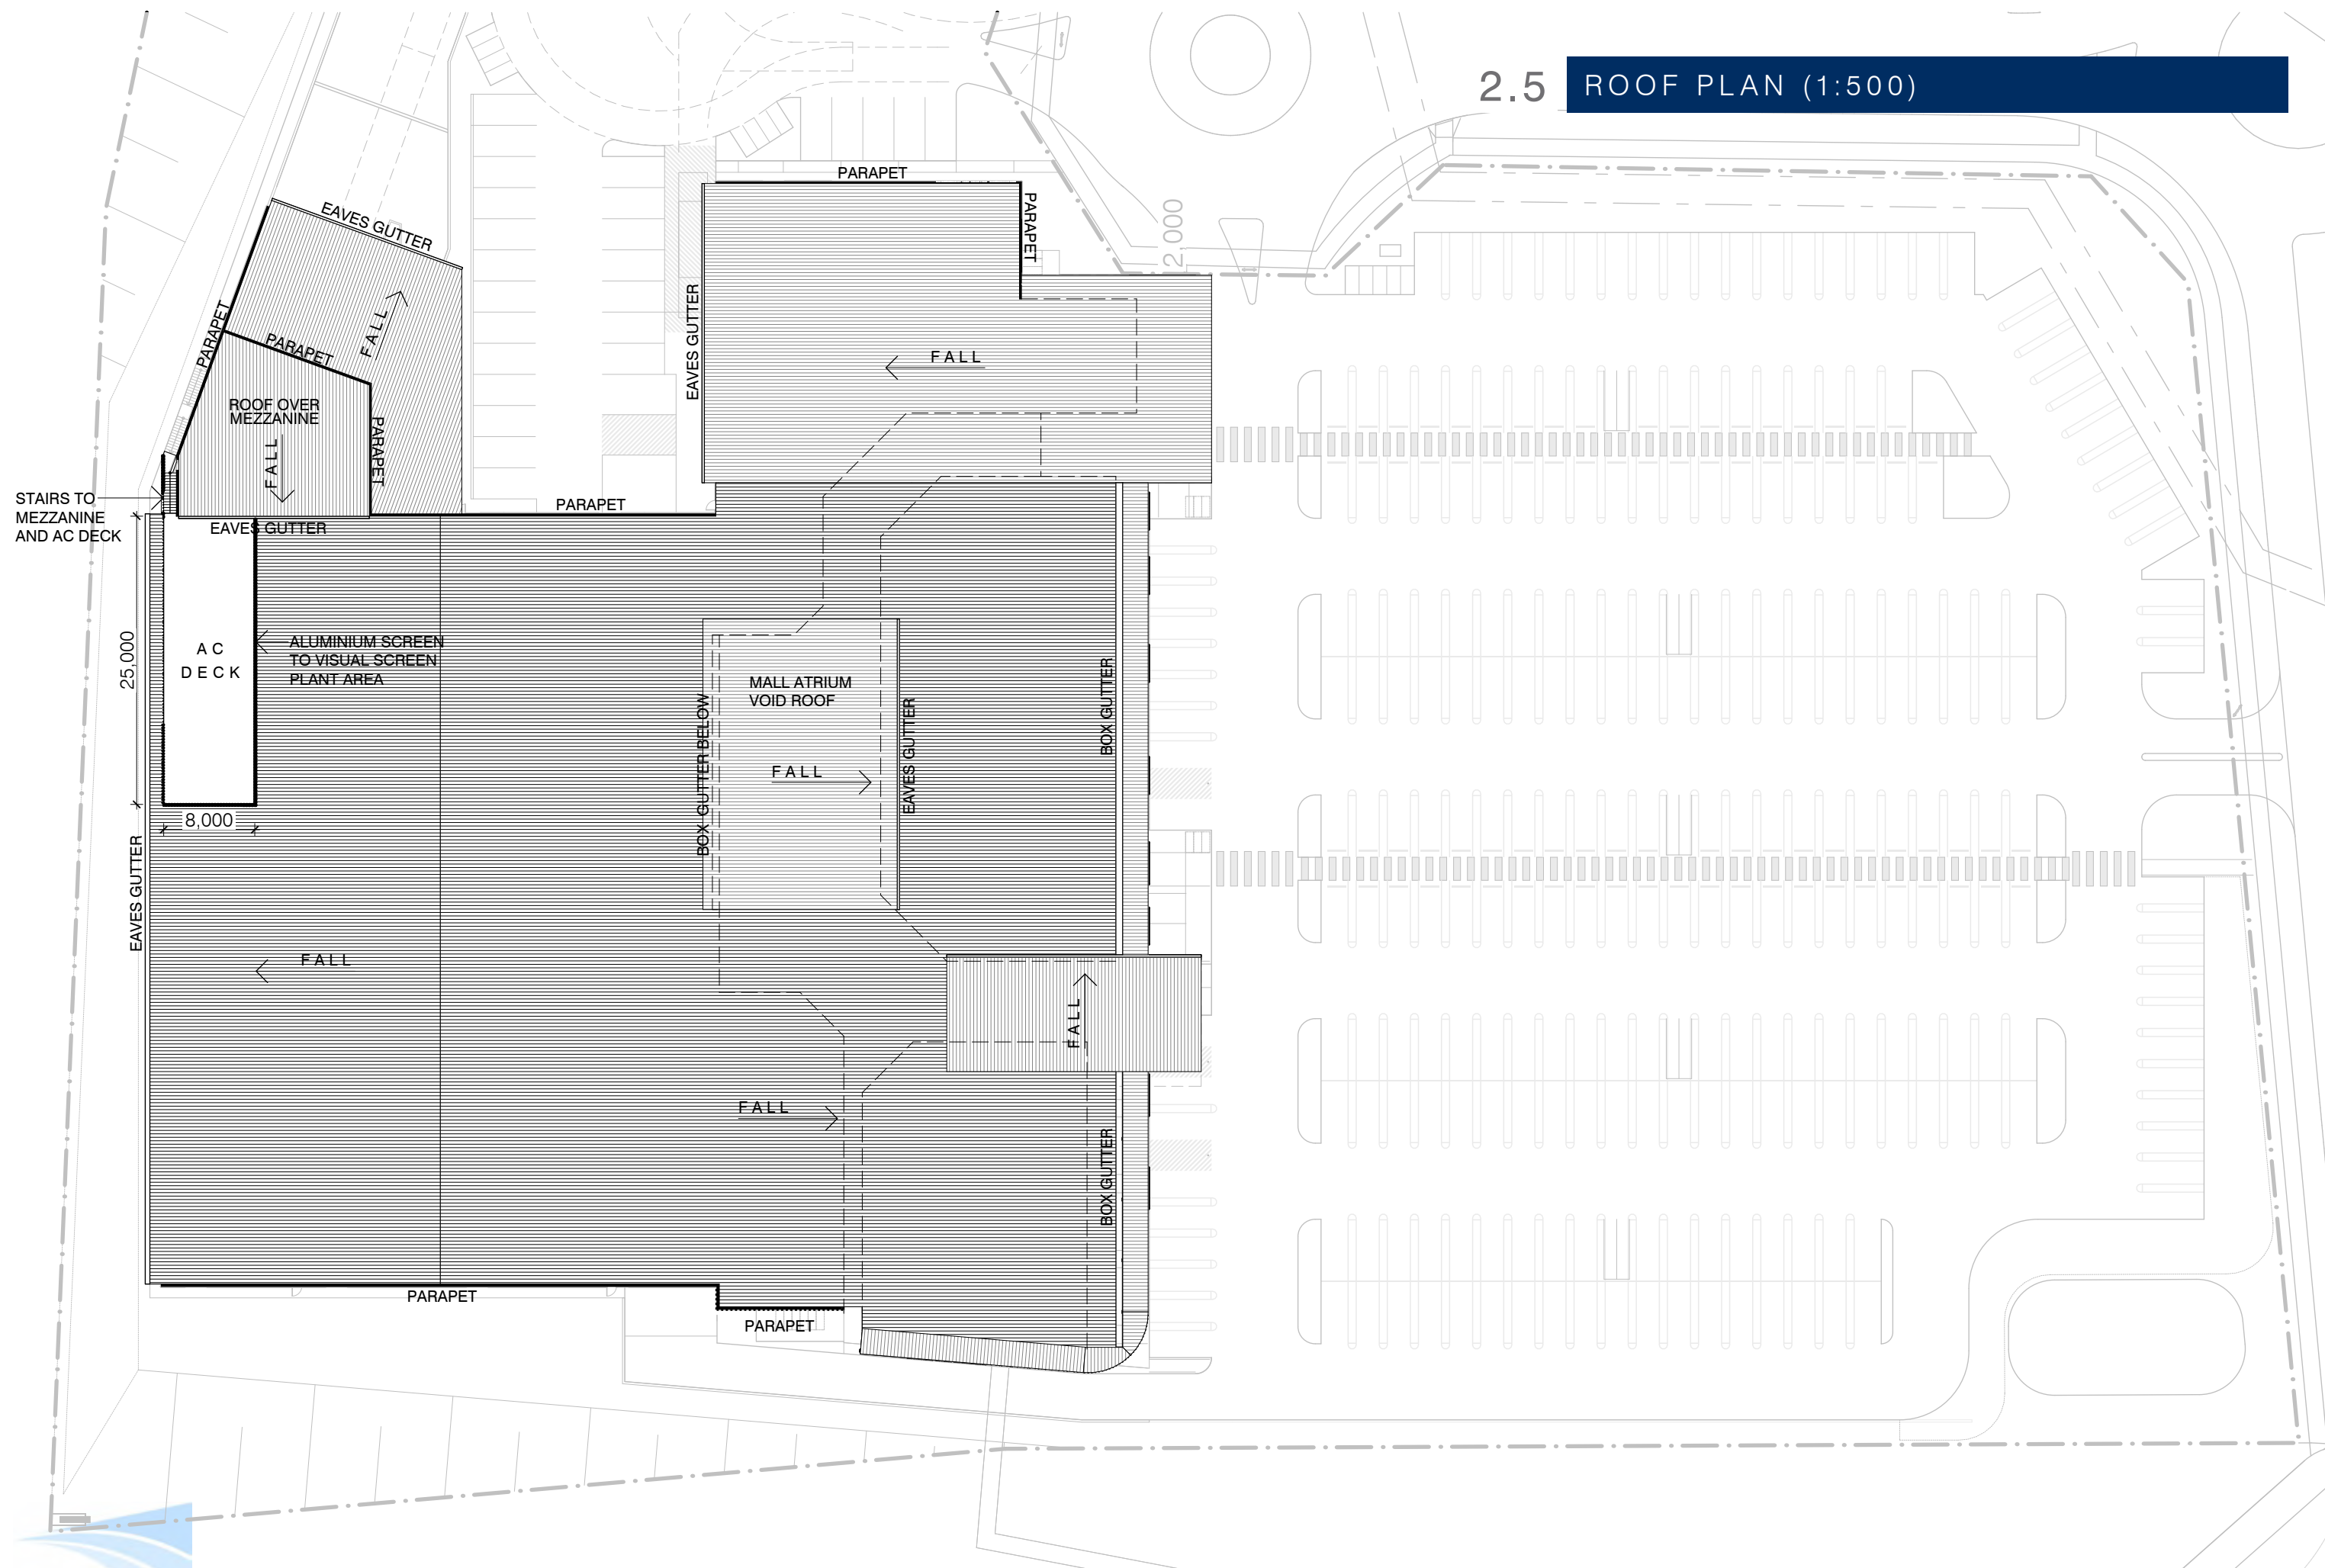 2.5 ROOF PLAN (1:500)
PARAPET
PARAPET
2 000
EAVES GUTTER
PARAPET
PARAPET
FALL
EAVES GUTTER
FALL
ROOF OVER
MEZZANINE
FALL
PARAPET
STAIRS TO
MEZZANINE
AND AC DECK
EAVES GUTTER
PARAPET
25,000
AC
DECK
ALUMINIUM SCREEN
TO VISUAL SCREEN
PLANT AREA
8,000
MALL ATRIUM
VOID ROOF
BOX GUTTER BELOW
FALL
EAVES GUTTER
BOX GUTTER
EAVES GUTTER
FALL
FALL
FALL
BOX GUTTER
PARAPET
PARAPET